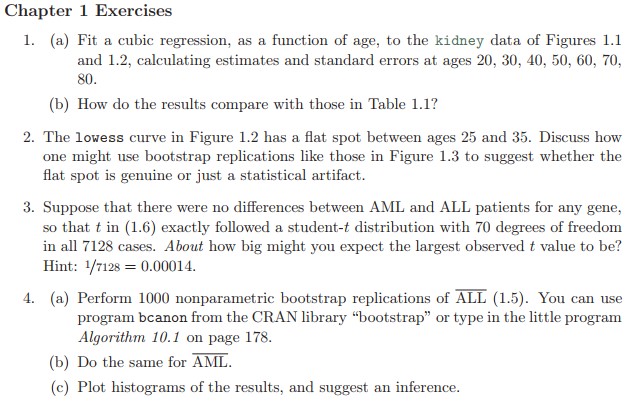 Chapter 1 Exercises
1. (a) Fit a cubic regression, as a function of age, to the kidney data of Figures 1.1
and 1.2, calculating estimates and standard errors at ages 20, 30, 40, 50, 60, 70,
80.
(b) How do the results compare with those in Table 1.1?
2. The lowess curve in Figure 1.2 has a flat spot between ages 25 and 35. Discuss how
one might use bootstrap replications like those in Figure 1.3 to suggest whether the
flat spot is genuine or just a statistical artifact.
3. Suppose that there were no differences between AML and ALL patients for any gene,
so that t in (1.6) exactly followed a student-t distribution with 70 degrees of freedom
in all 7128 cases. About how big might you expect the largest observed t value to be?
Hint: 1/7128 = 0.00014.
4. (a) Perform 1000 nonparametric bootstrap replications of A̅L̅L̅ (1.5). You can use
program bcanon from the CRAN library “bootstrap” or type in the little program
Algorithm 10.1 on page 178.
(b) Do the same for A̅M̅L̅.
(c) Plot histograms of the results, and suggest an inference.